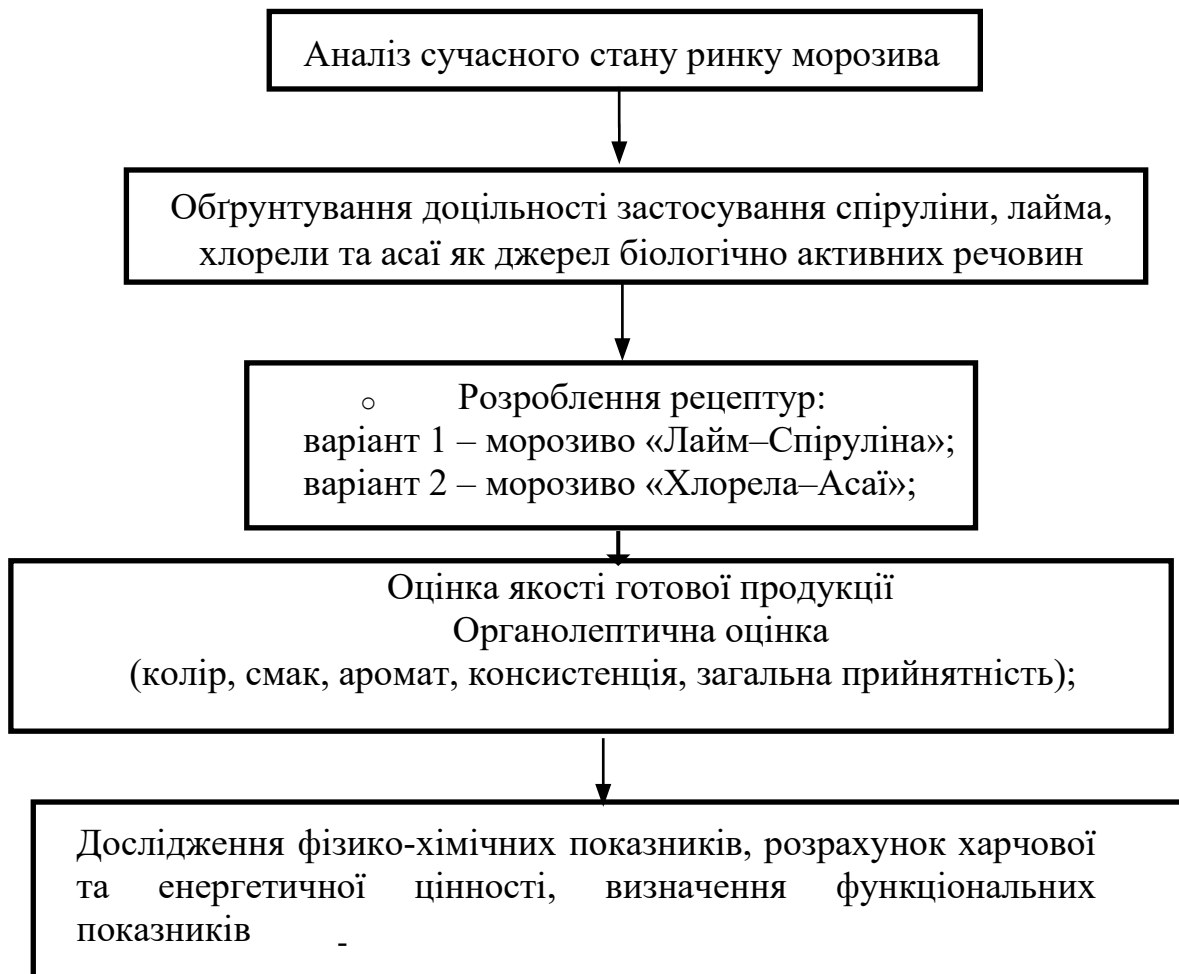 Аналіз сучасного стану ринку морозива
Обґрунтування доцільності застосування спіруліни, лайма,
хлорели та асаї як джерел біологічно активних речовин
○ Розроблення рецептур:
варіант 1 – морозиво «Лайм–Спіруліна»;
варіант 2 – морозиво «Хлорела–Асаї»;
Оцінка якості готової продукції
Органолептична оцінка
(колір, смак, аромат, консистенція, загальна прийнятність);
Дослідження фізико-хімічних показників, розрахунок харчової
та енергетичної цінності, визначення функціональних
показників -